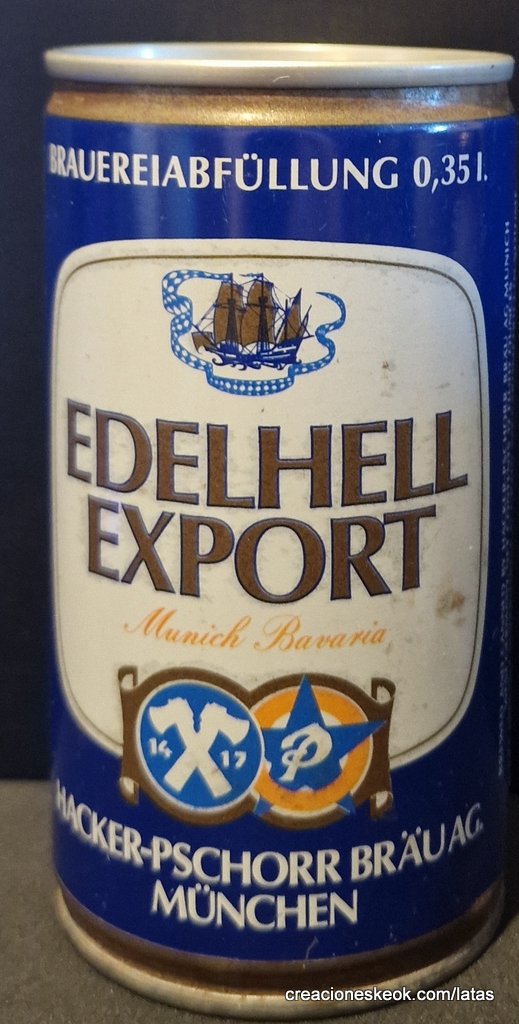 BRAUEREIABFÜLLUNG 0,35 l.
EDELHELL
EXPORT
Munich Bavaria
14 17
P
HACKER-PSCHORR BRÄU AG.
MÜNCHEN
creacioneskeok.com/latas